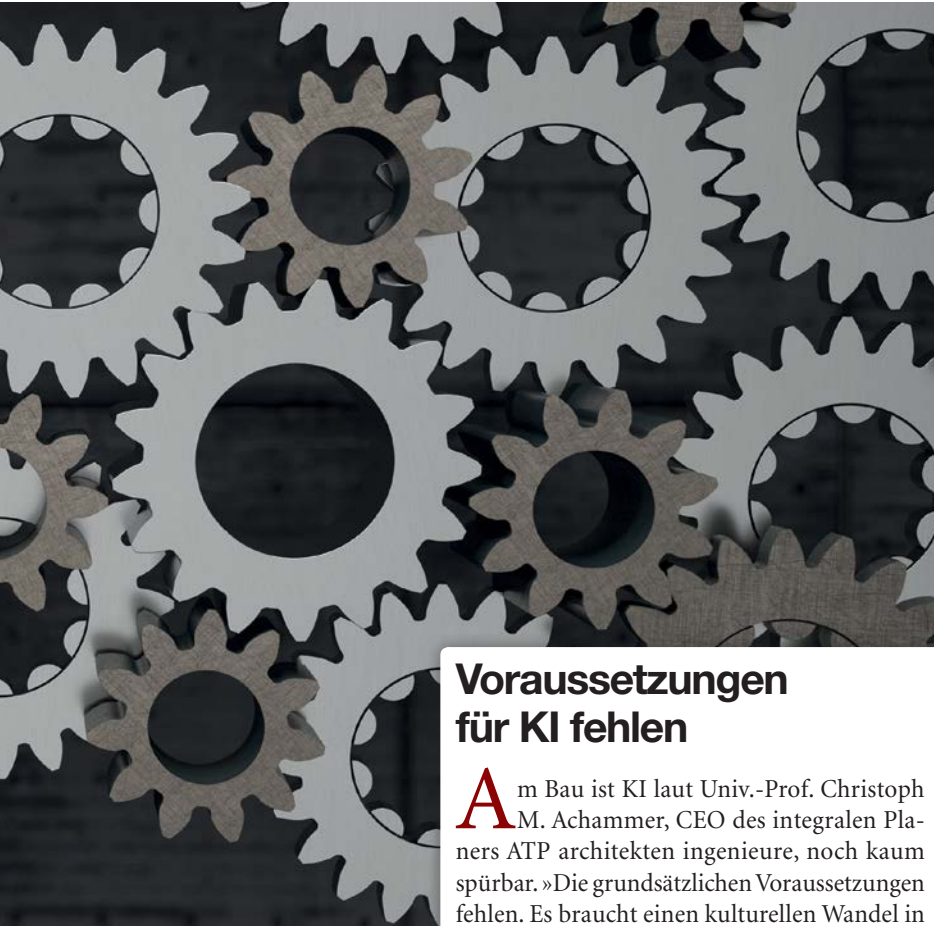 Voraussetzungen
für KI fehlen
Am Bau ist KI laut Univ.-Prof. Christoph
M. Achammer, CEO des integralen Pla-
ners ATP architekten ingenieure, noch kaum
spürbar. »Die grundsätzlichen Voraussetzungen
fehlen. Es braucht einen kulturellen Wandel in